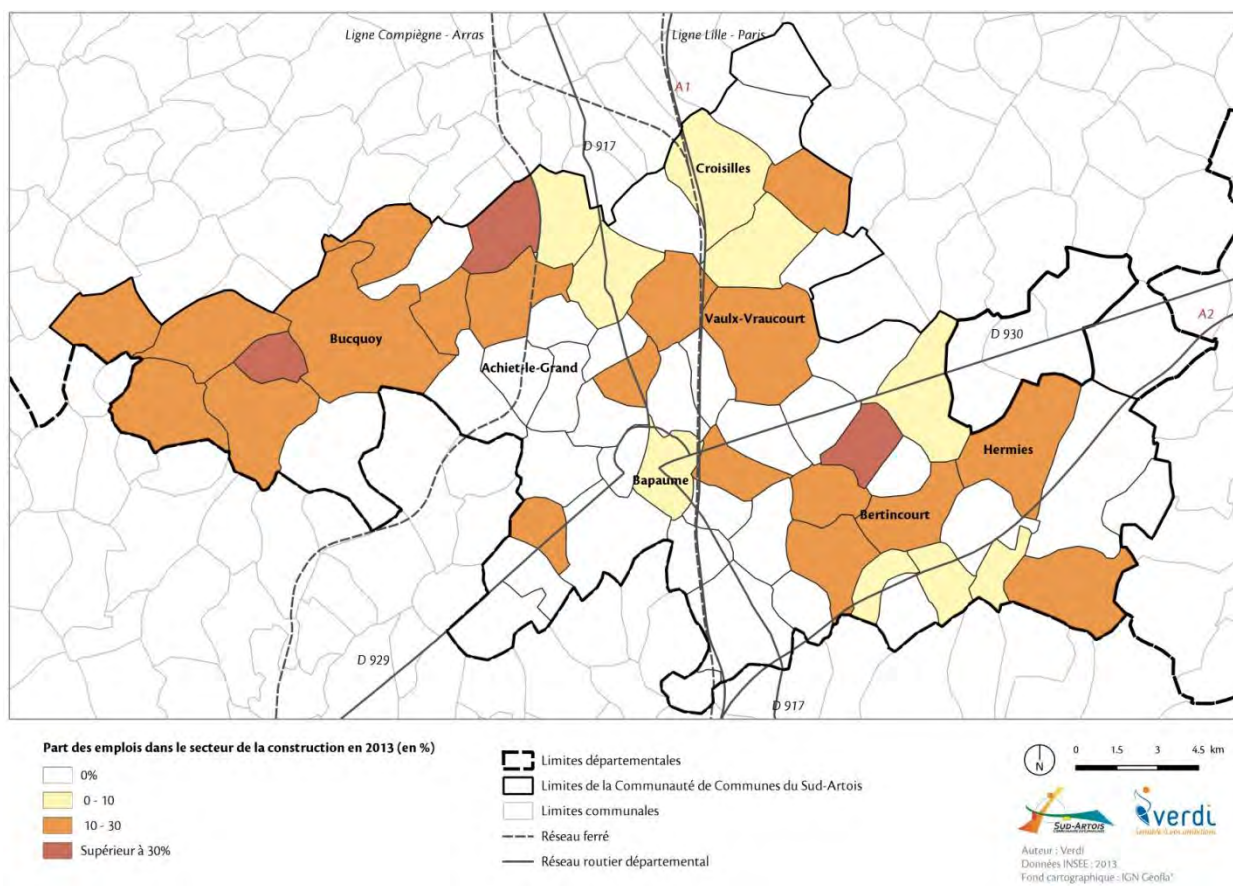 Ligne Compiègne - Arras
Ligne Lille - Paris
A1
D 917
Croisilles
Bucquoy
Vaulx-Vraucourt
D 930
A2
Achiet-le-Grand
Hermies
Bapaume
Bertincourt
D 929
D 917
Part des emplois dans le secteur de la construction en 2013 (en %)
0%
0 - 10
10 - 30
Supérieur à 30%
Limites départementales
Limites de la Communauté de Communes du Sud-Artois
Limites communales
Réseau ferré
Réseau routier départemental
N
0 1.5 3 4.5 km
SUD-ARTOIS
verdi
Auteur : Verdi
Données INSEE : 2013
Fond cartographique : IGN Géofla®